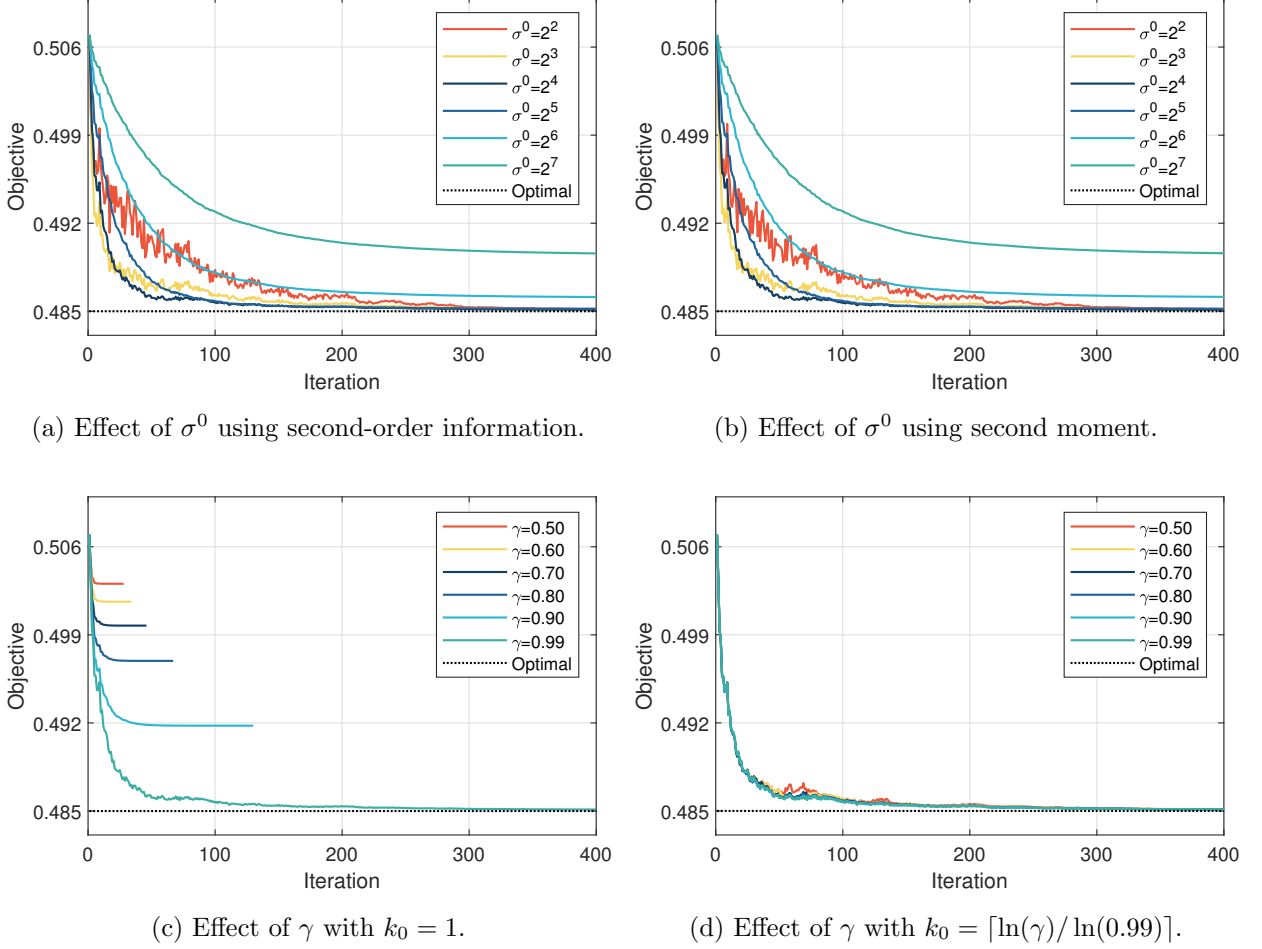 0.506
0.499
0.492
0.485
Objective
0 100 200 300 400
Iteration
σ⁰=2²
σ⁰=2³
σ⁰=2⁴
σ⁰=2⁵
σ⁰=2⁶
σ⁰=2⁷
Optimal
(a) Effect of σ⁰ using second-order information.
0.506
0.499
0.492
0.485
Objective
0 100 200 300 400
Iteration
σ⁰=2²
σ⁰=2³
σ⁰=2⁴
σ⁰=2⁵
σ⁰=2⁶
σ⁰=2⁷
Optimal
(b) Effect of σ⁰ using second moment.
0.506
0.499
0.492
0.485
Objective
0 100 200 300 400
Iteration
γ=0.50
γ=0.60
γ=0.70
γ=0.80
γ=0.90
γ=0.99
Optimal
(c) Effect of γ with k₀ = 1.
0.506
0.499
0.492
0.485
Objective
0 100 200 300 400
Iteration
γ=0.50
γ=0.60
γ=0.70
γ=0.80
γ=0.90
γ=0.99
Optimal
(d) Effect of γ with k₀ = ⌈ln(γ)/ ln(0.99)⌉.